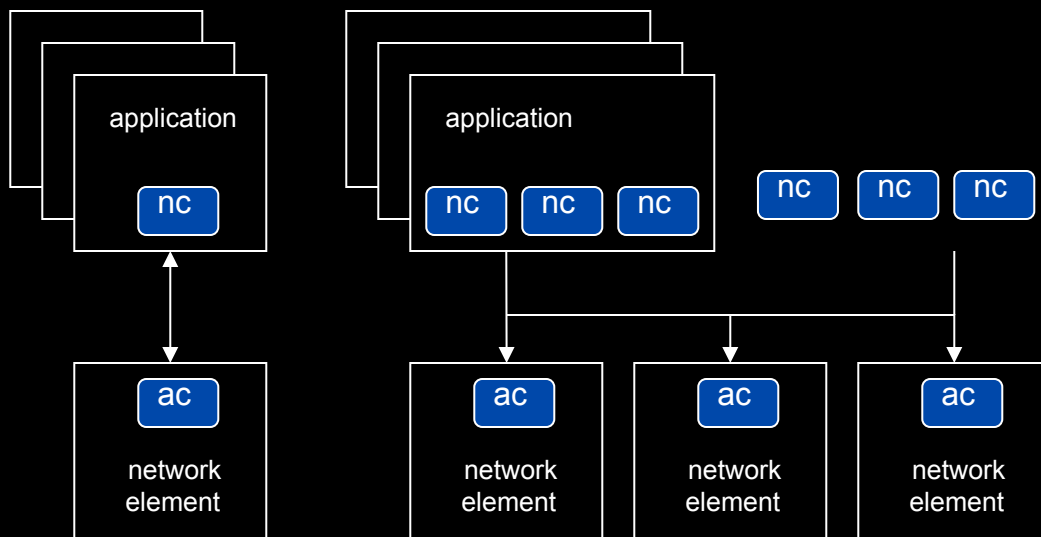 application
application
nc
nc
nc
nc
nc
nc
nc
ac
ac
ac
ac
network
element
network
element
network
element
network
element